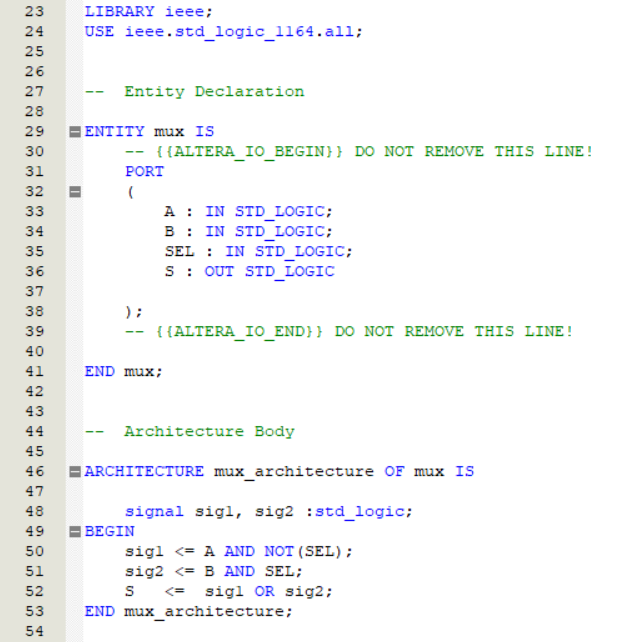 23 LIBRARY ieee;
24 USE ieee.std_logic_1164.all;
25
26
27 -- Entity Declaration
28
29 ENTITY mux IS
30 -- {{ALTERA_IO_BEGIN}} DO NOT REMOVE THIS LINE!
31 PORT
32 (
33 A : IN STD_LOGIC;
34 B : IN STD_LOGIC;
35 SEL : IN STD_LOGIC;
36 S : OUT STD_LOGIC
37
38 );
39 -- {{ALTERA_IO_END}} DO NOT REMOVE THIS LINE!
40
41 END mux;
42
43
44 -- Architecture Body
45
46 ARCHITECTURE mux_architecture OF mux IS
47
48 signal sig1, sig2 :std_logic;
49 BEGIN
50 sig1 <= A AND NOT(SEL);
51 sig2 <= B AND SEL;
52 S <= sig1 OR sig2;
53 END mux_architecture;
54